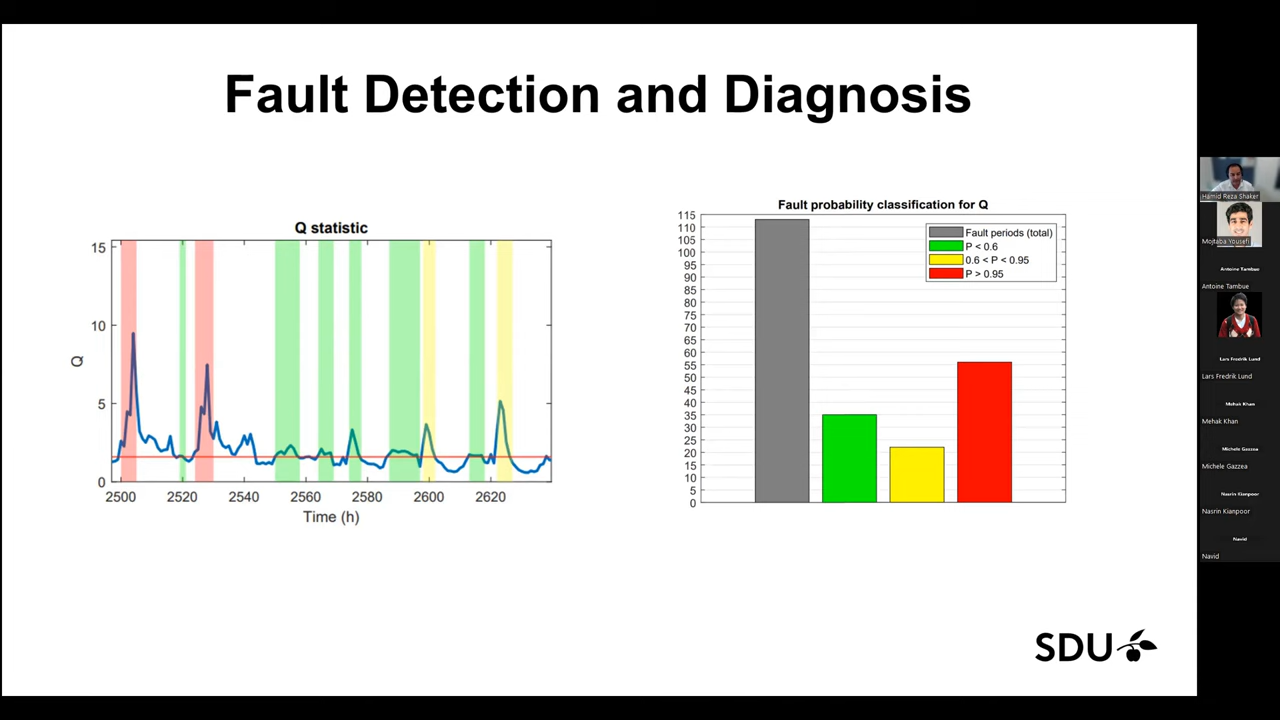 Fault Detection and Diagnosis
Q statistic
15
10
5
0
Q
2500 2520 2540 2560 2580 2600 2620
Time (h)
Fault probability classification for Q
115
110
105
100
95
90
85
80
75
70
65
60
55
50
45
40
35
30
25
20
15
10
5
0
Fault periods (total)
P < 0.6
0.6 < P < 0.95
P > 0.95
SDU
Hamid Reza Shaker
Mojtaba Yousefi
Antoine Tambue
Antoine Tambue
Lars Fredrik Lund
Lars Fredrik Lund
Mehak Khan
Mehak Khan
Michele Gazzea
Michele Gazzea
Nasrin Kianpoor
Nasrin Kianpoor
Navid
Navid